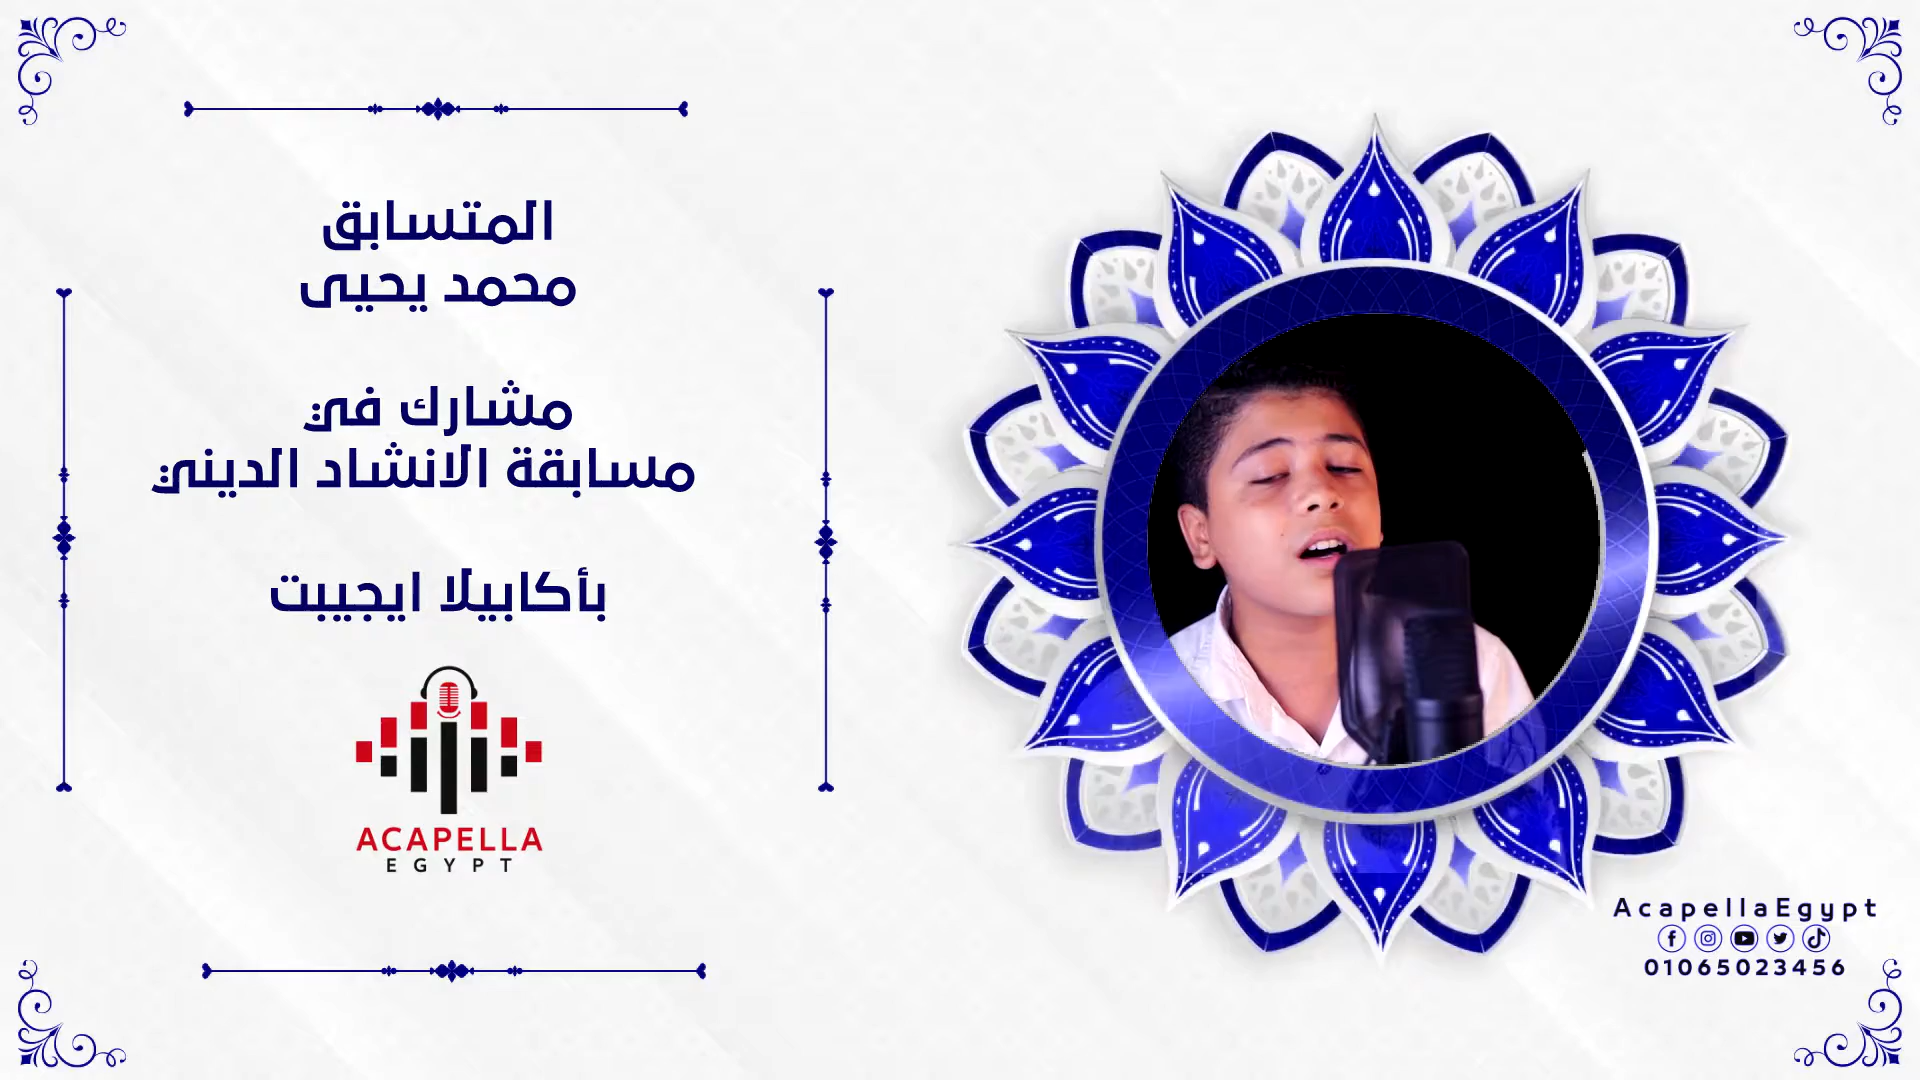 المتسابق
محمد يحيى
مشارك في
مسابقة الانشاد الديني
بأكابيلا ايجيبت
ACAPELLA
EGYPT
AcapellaEgypt
01065023456